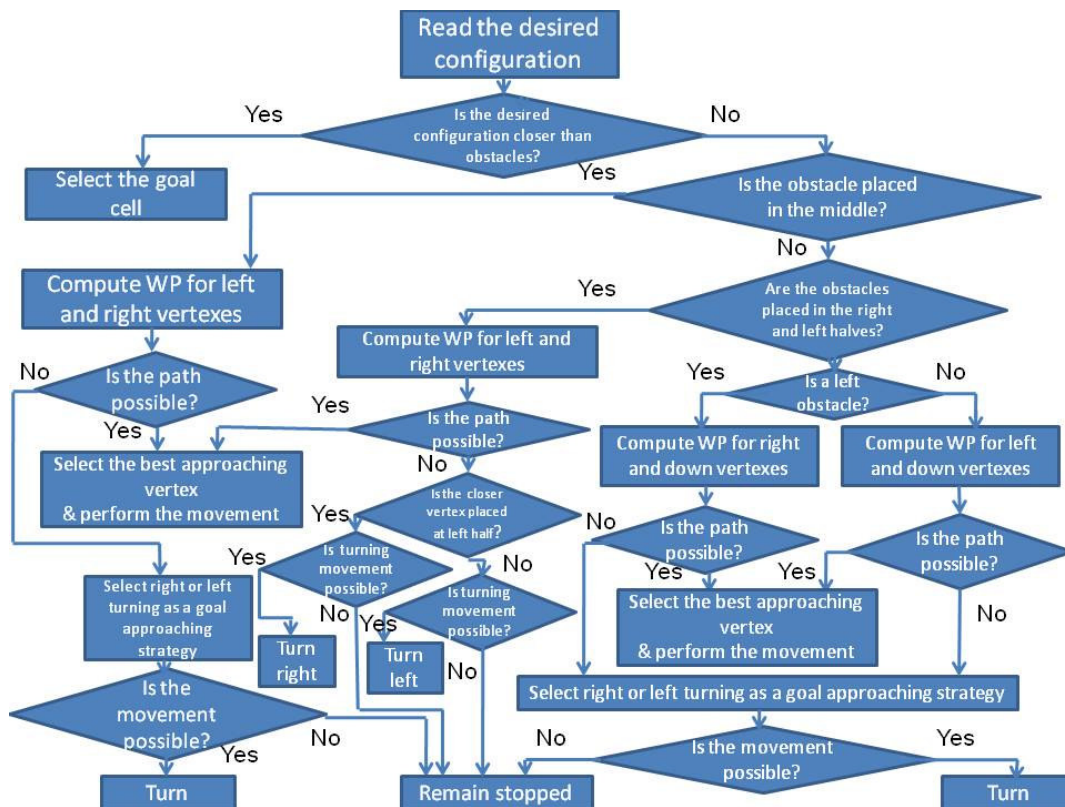 Read the desired
configuration
Yes
Is the desired
configuration closer than
obstacles?
No
Select the goal
cell
Yes
Is the obstacle placed
in the middle?
No
Compute WP for left
and right vertexes
Yes
Are the obstacles
placed in the right
and left halves?
Compute WP for left and
right vertexes
No
Is the path
possible?
Yes
Yes
Is the path
possible?
No
Yes
Is a left
obstacle?
No
Compute WP for right
and down vertexes
Compute WP for left
and down vertexes
Select the best approaching
vertex
& perform the movement
Is the closer
vertex placed
at left half?
Yes
No
Yes
Is turning
movement
possible?
No
No
Is the path
possible?
Yes
Is the path
possible?
Yes
No
Select right or left
turning as a goal
approaching
strategy
Is turning
movement
possible?
Yes
No
Select the best approaching
vertex
& perform the movement
Turn
right
Turn
left
Select right or left turning as a goal approaching strategy
Is the
movement
possible?
Yes
No
No
Is the movement
possible?
Yes
Turn
Remain stopped
Turn